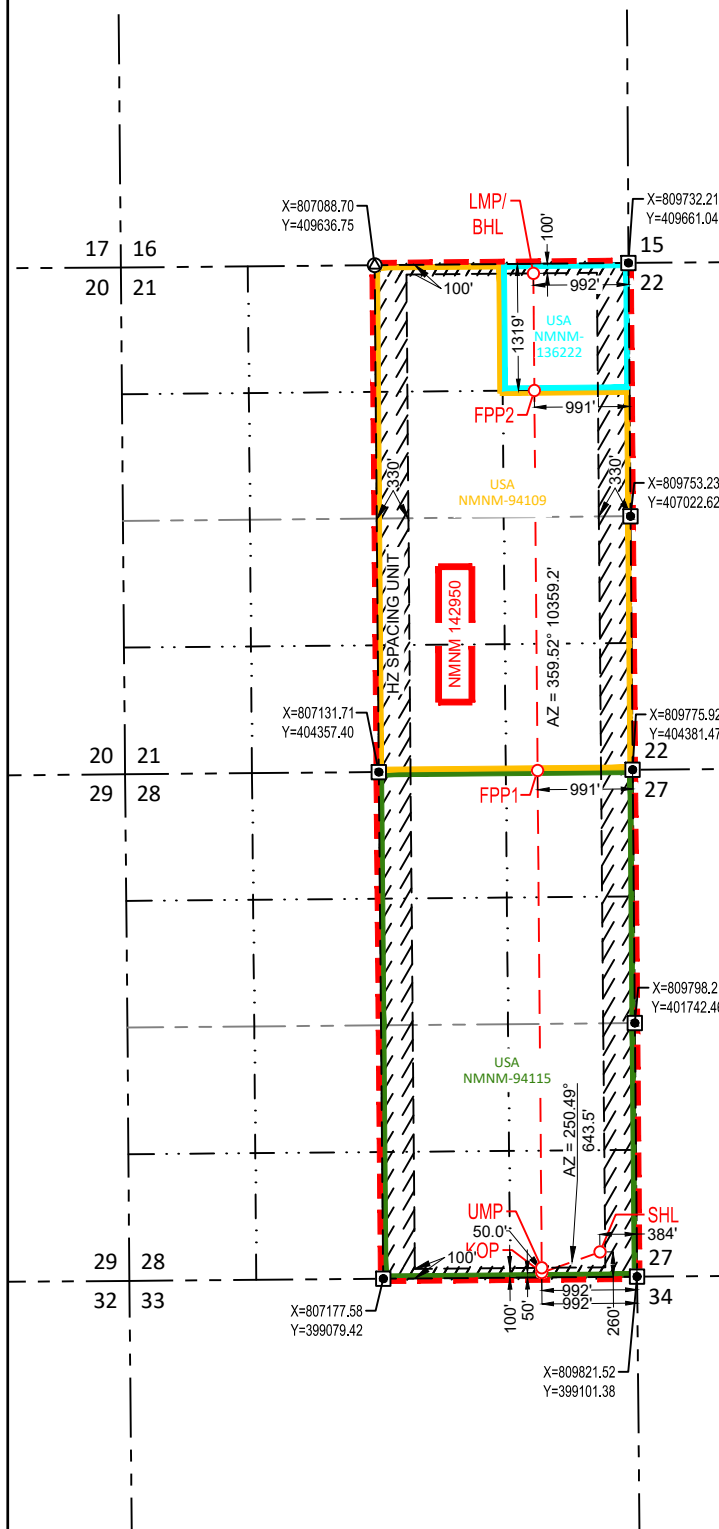 X=807088.70
Y=409636.75
LMP/
BHL
100'
X=809732.21
Y=409661.04
17 16
20 21
15
22
100'
992'
1319'
USA
NMNM-
136222
FPP2
991'
330'
USA
NMNM-94109
330'
X=809753.23
Y=407022.62
HZ SPACING UNIT
NMNM 142950
AZ = 359.52° 10359.2'
X=807131.71
Y=404357.40
X=809775.92
Y=404381.47
20 21
29 28
22
27
FPP1
991'
X=809798.2
Y=401742.4
USA
NMNM-94115
AZ = 250.49°
643.5'
UMP
50.0'
KOP
SHL
384'
100'
29 28
32 33
27
34
992'
992'
100'
50'
260'
X=807177.58
Y=399079.42
X=809821.52
Y=399101.38